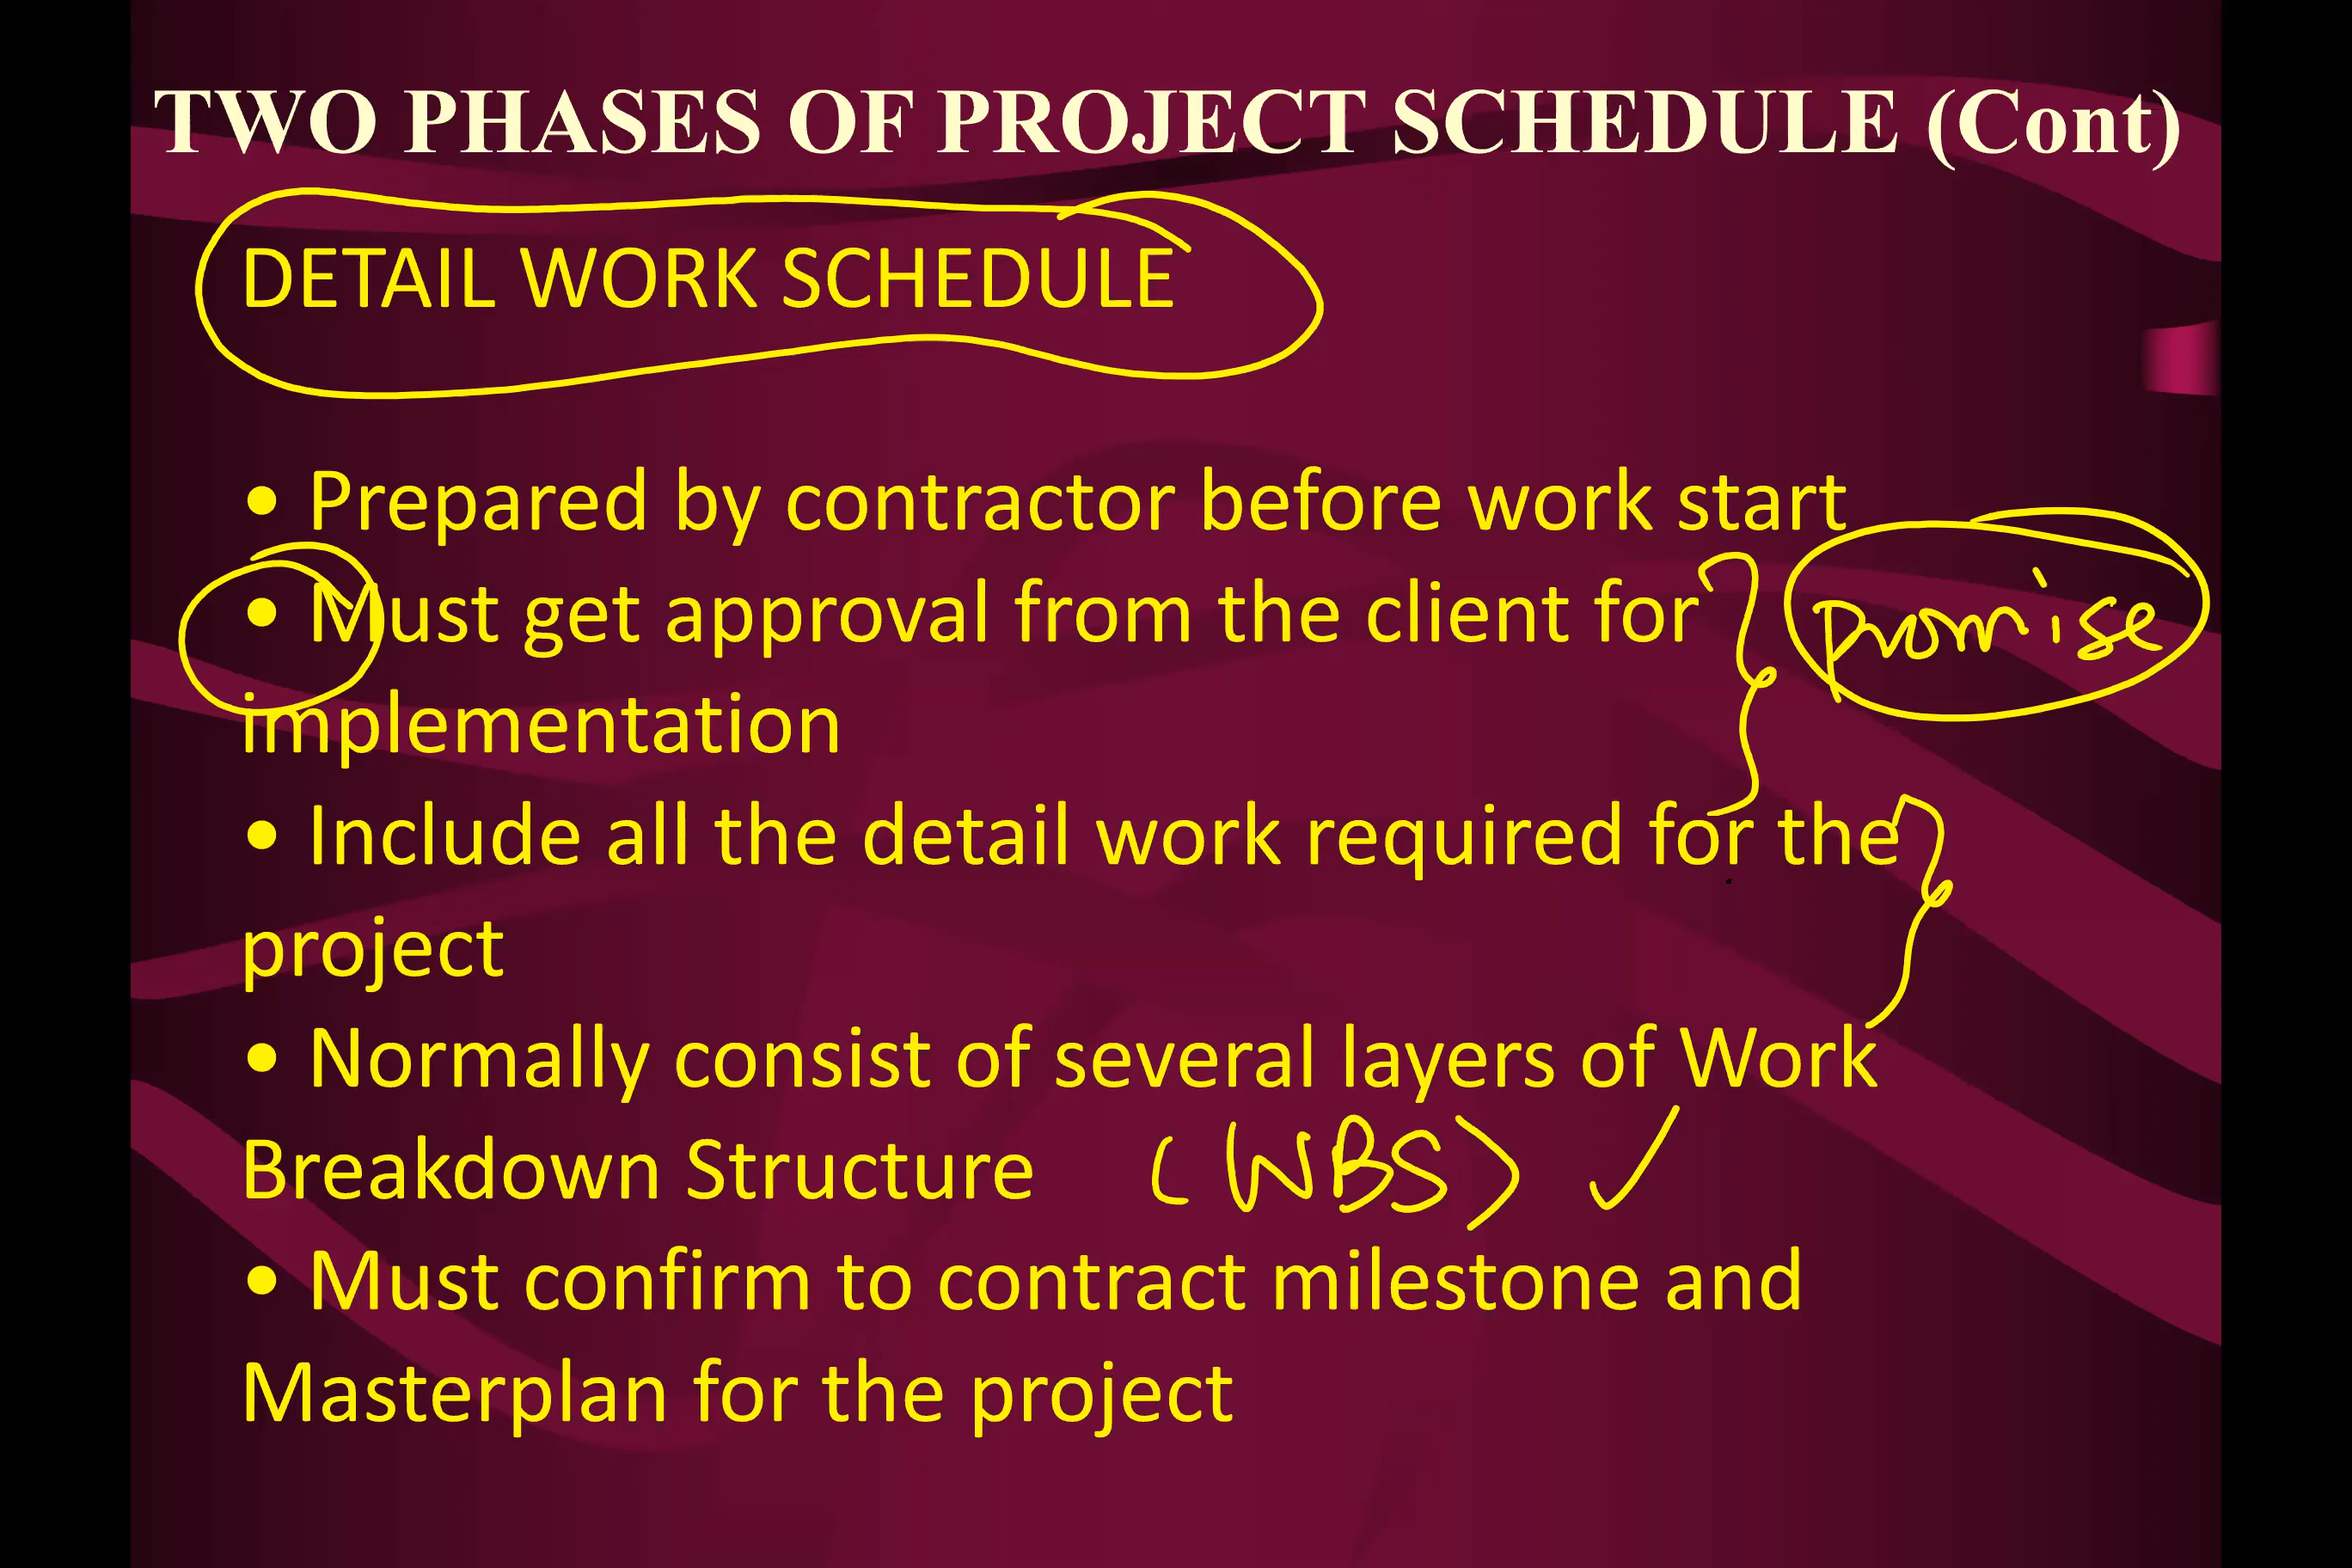 TWO PHASES OF PROJECT SCHEDULE (Cont)
DETAIL WORK SCHEDULE
• Prepared by contractor before work start
• Must get approval from the client for
promise
implementation
• Include all the detail work required for the
project
• Normally consist of several layers of Work
Breakdown Structure (WBS)
• Must confirm to contract milestone and
Masterplan for the project